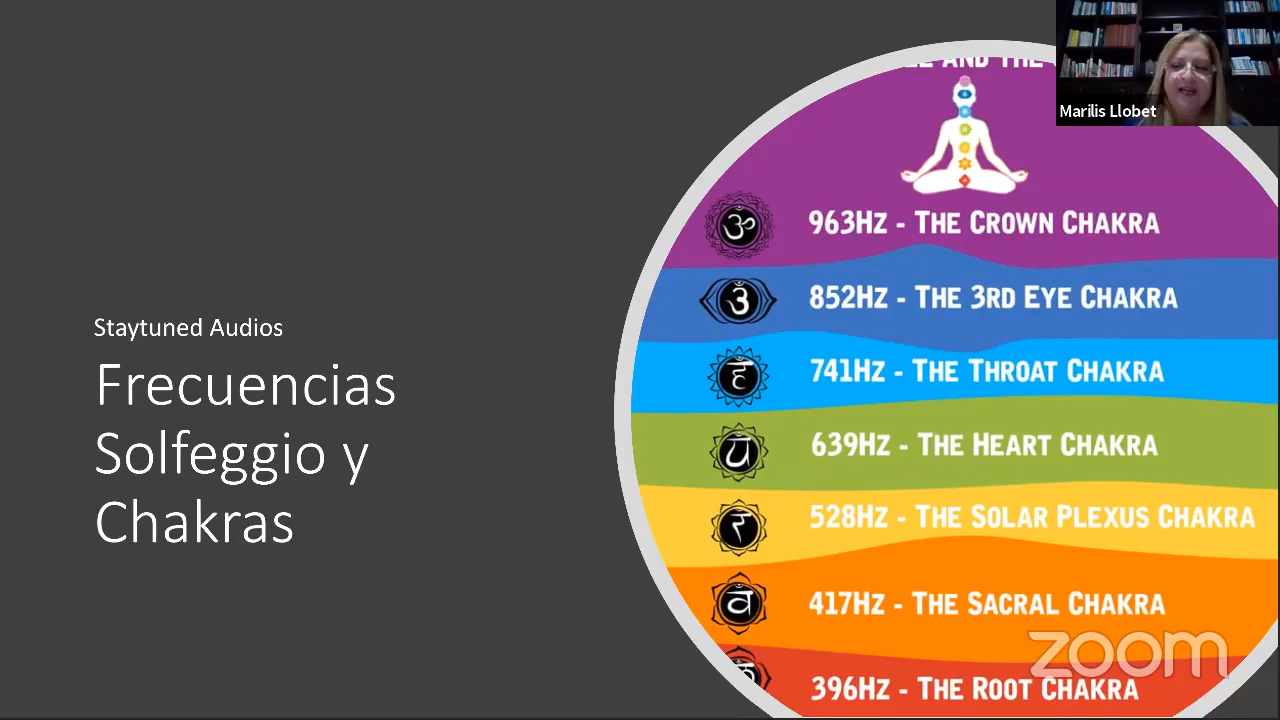 Staytuned Audios
Frecuencias
Solfeggio y
Chakras
AND THE
963Hz - The Crown Chakra
852Hz - The 3rd Eye Chakra
741Hz - The Throat Chakra
639Hz - The Heart Chakra
528Hz - The Solar Plexus Chakra
417Hz - The Sacral Chakra
396Hz - The Root Chakra
ॐ
हं
यं
रं
वं
Marilis Llobet
zoom